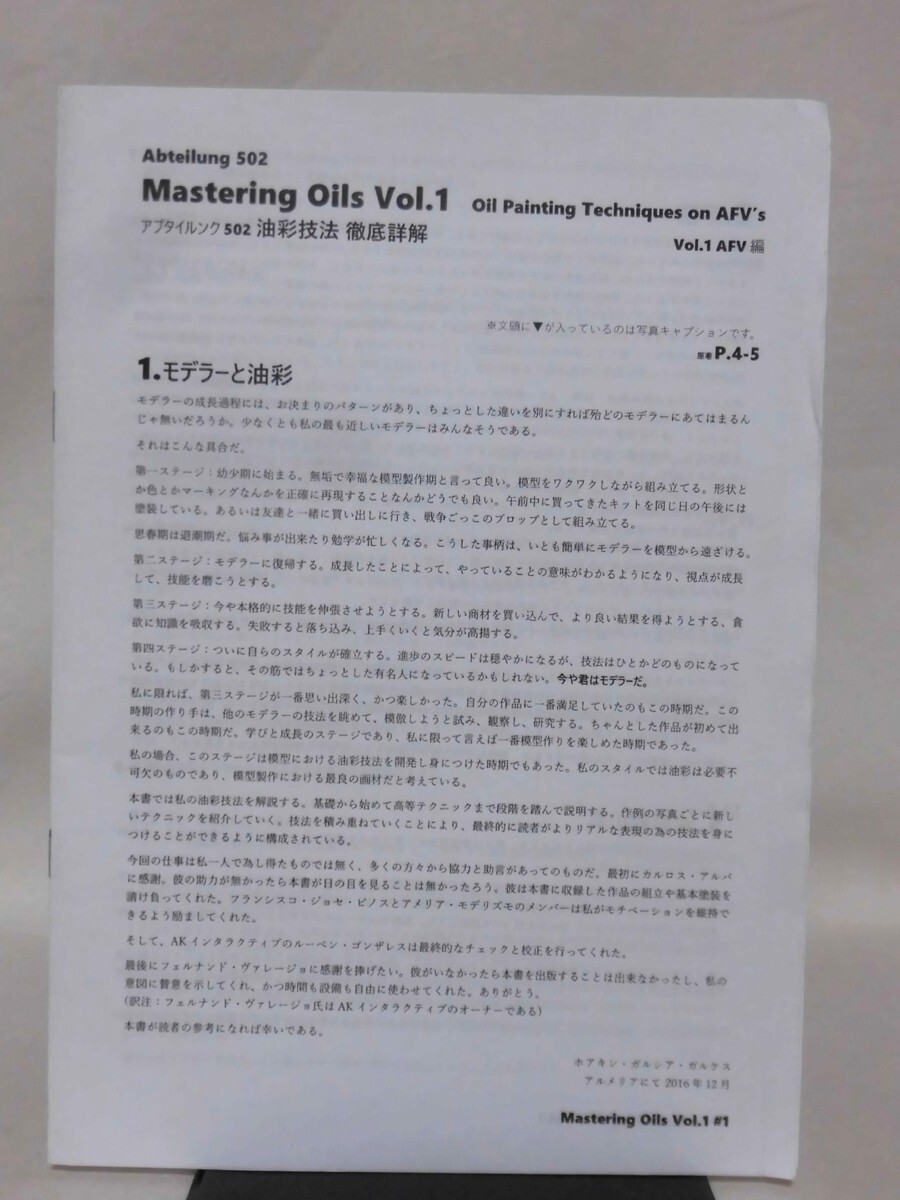 Abteilung 502
Mastering Oils Vol.1 Oil Painting Techniques on AFV's
アプタイルンク 502 油彩技法 徹底詳解
Vol.1 AFV 編
※文頭に▼が入っているのは写真キャプションです。
原着 P.4-5
1.モデラーと油彩
モデラーの成長過程には、お決まりのパターンがあり、ちょっとした違いを別にすれば殆どのモデラーにあてはまるん
じゃ無いだろうか。少なくとも私の最も近しいモデラーはみんなそうである。
それはこんな具合だ。
第一ステージ：幼少期に始まる。無垢で幸福な模型製作期と言って良い。模型をワクワクしながら組み立てる。形状と
か色とかマーキングなんかを正確に再現することなんかどうでも良い。午前中に買ってきたキットを同じ日の午後には
塗装している。あるいは友達と一緒に買い出しに行き、戦争ごっこのプロップとして組み立てる。
思春期は退潮期だ。悩み事が出来たり勉学が忙しくなる。こうした事柄は、いとも簡単にモデラーを模型から遠ざける。
第二ステージ：モデラーに復帰する。成長したことによって、やっていることの意味がわかるようになり、視点が成長
して、技能を磨こうとする。
第三ステージ：今や本格的に技能を伸張させようとする。新しい商材を買い込んで、より良い結果を得ようとする、貪
欲に知識を吸収する。失敗すると落ち込み、上手くいくと気分が高揚する。
第四ステージ：ついに自らのスタイルが確立する。進歩のスピードは穏やかになるが、技法はひとかどのものになって
いる。もしかすると、その筋ではちょっとした有名人になっているかもしれない。今や君はモデラーだ。
私に限れば、第三ステージが一番思い出深く、かつ楽しかった。自分の作品に一番満足していたのもこの時期だ。この
時期の作り手は、他のモデラーの技法を眺めて、模倣しようと試み、観察し、研究する。ちゃんとした作品が初めて出
来るのもこの時期だ。学びと成長のステージであり、私に限って言えば一番模型作りを楽しめた時期であった。
私の場合、このステージは模型における油彩技法を開発し身につけた時期でもあった。私のスタイルでは油彩は必要不
可欠のものであり、模型製作における最良の画材だと考えている。
本書では私の油彩技法を解説する。基礎から始めて高等テクニックまで段階を踏んで説明する。作例の写真ごとに新し
いテクニックを紹介していく。技法を積み重ねていくことにより、最終的に読者がよりリアルな表現の為の技法を身に
つけることができるように構成されている。
今回の仕事は私一人で為し得たものでは無く、多くの方々から協力と助言があってのものだ。最初にカルロス・アルバ
に感謝。彼の助力が無かったら本書が日の目を見ることは無かったろう。彼は本書に収録した作品の組立や基本塗装を
請け負ってくれた。フランシスコ・ジョセ・ピノスとアメリア・モデリズモのメンバーは私がモチベーションを維持で
きるよう励ましてくれた。
そして、AK インタラクティブのルーベン・ゴンザレスは最終的なチェックと校正を行ってくれた。
最後にフェルナンド・ヴァレージョに感謝を捧げたい。彼がいなかったら本書を出版することは出来なかったし、私の
意図に賛意を示してくれ、かつ時間も設備も自由に使わせてくれた。ありがとう。
（訳注：フェルナンド・ヴァレージョ氏は AK インタラクティブのオーナーである）
本書が読者の参考になれば幸いである。
ホアキン・ガルシア・ガルケス
アルメリアにて 2016 年 12 月
Mastering Oils Vol.1 #1